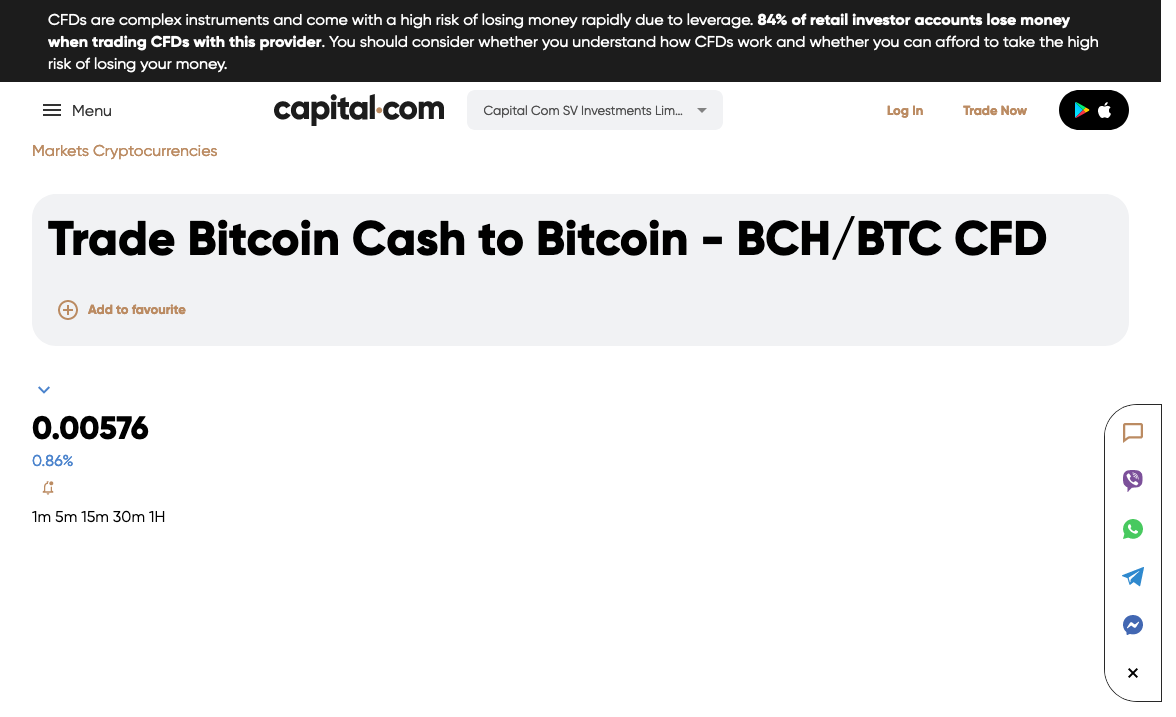 CFDs are complex instruments and come with a high risk of losing money rapidly due to leverage. 84% of retail investor accounts lose money
when trading CFDs with this provider. You should consider whether you understand how CFDs work and whether you can afford to take the high
risk of losing your money.
Menu
capital.com
Capital Com SV Investments Lim...
Log In
Trade Now
Markets Cryptocurrencies
Trade Bitcoin Cash to Bitcoin - BCH/BTC CFD
Add to favourite
0.00576
0.86%
1m 5m 15m 30m 1H